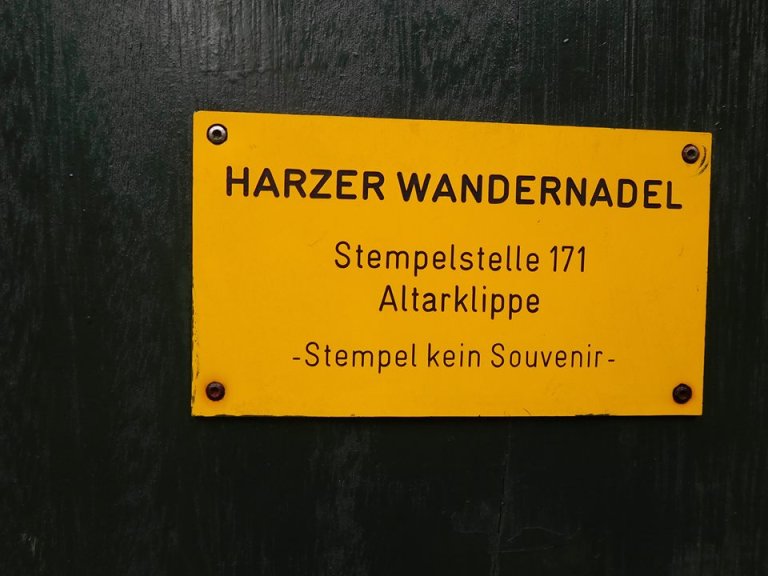 HARZER WANDERNADEL
Stempelstelle 171
Altarklippe
-Stempel kein Souvenir-